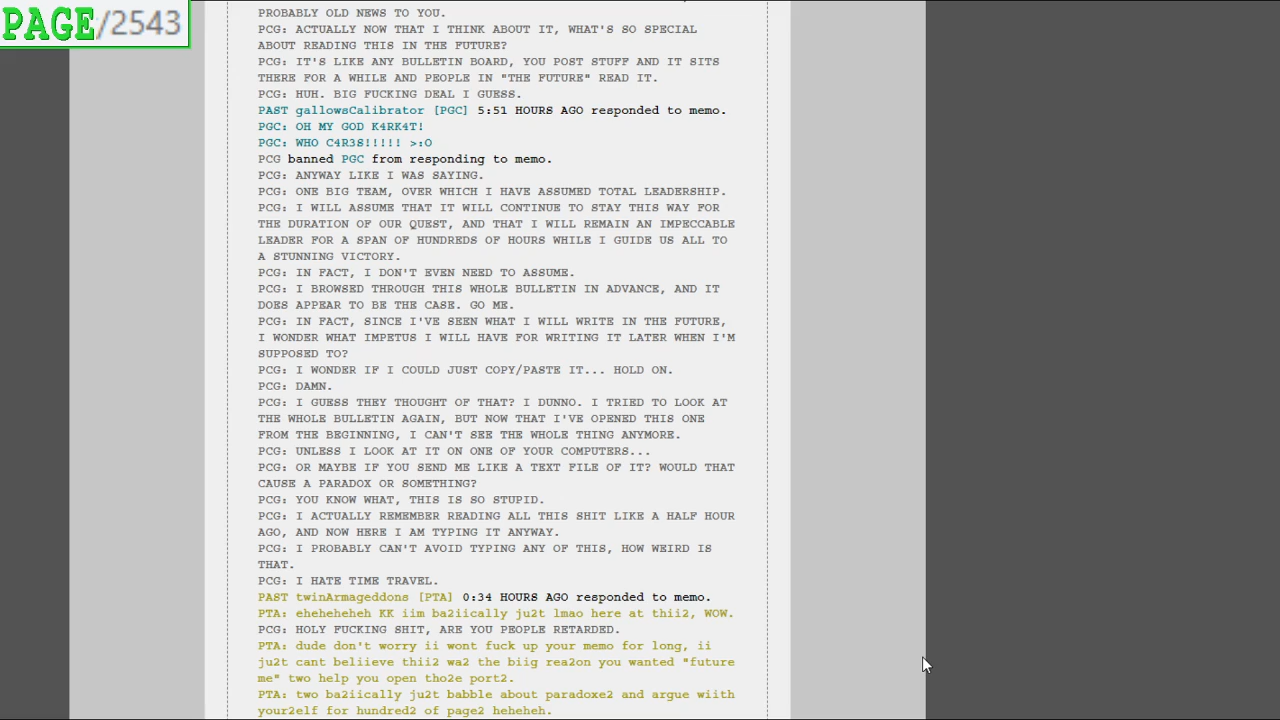 PAGE/2543
PROBABLY OLD NEWS TO YOU.
PCG: ACTUALLY NOW THAT I THINK ABOUT IT, WHAT'S SO SPECIAL
ABOUT READING THIS IN THE FUTURE?
PCG: IT'S LIKE ANY BULLETIN BOARD, YOU POST STUFF AND IT SITS
THERE FOR A WHILE AND PEOPLE IN "THE FUTURE" READ IT.
PCG: HUH. BIG FUCKING DEAL I GUESS.
PAST gallowsCalibrator [PGC] 5:51 HOURS AGO responded to memo.
PGC: OH MY GOD K4RK4T!
PGC: WHO C4R3S!!!!! >:O
PCG banned PGC from responding to memo.
PCG: ANYWAY LIKE I WAS SAYING.
PCG: ONE BIG TEAM, OVER WHICH I HAVE ASSUMED TOTAL LEADERSHIP.
PCG: I WILL ASSUME THAT IT WILL CONTINUE TO STAY THIS WAY FOR
THE DURATION OF OUR QUEST, AND THAT I WILL REMAIN AN IMPECCABLE
LEADER FOR A SPAN OF HUNDREDS OF HOURS WHILE I GUIDE US ALL TO
A STUNNING VICTORY.
PCG: IN FACT, I DON'T EVEN NEED TO ASSUME.
PCG: I BROWSED THROUGH THIS WHOLE BULLETIN IN ADVANCE, AND IT
DOES APPEAR TO BE THE CASE. GO ME.
PCG: IN FACT, SINCE I'VE SEEN WHAT I WILL WRITE IN THE FUTURE,
I WONDER WHAT IMPETUS I WILL HAVE FOR WRITING IT LATER WHEN I'M
SUPPOSED TO?
PCG: I WONDER IF I COULD JUST COPY/PASTE IT... HOLD ON.
PCG: DAMN.
PCG: I GUESS THEY THOUGHT OF THAT? I DUNNO. I TRIED TO LOOK AT
THE WHOLE BULLETIN AGAIN, BUT NOW THAT I'VE OPENED THIS ONE
FROM THE BEGINNING, I CAN'T SEE THE WHOLE THING ANYMORE.
PCG: UNLESS I LOOK AT IT ON ONE OF YOUR COMPUTERS...
PCG: OR MAYBE IF YOU SEND ME LIKE A TEXT FILE OF IT? WOULD THAT
CAUSE A PARADOX OR SOMETHING?
PCG: YOU KNOW WHAT, THIS IS SO STUPID.
PCG: I ACTUALLY REMEMBER READING ALL THIS SHIT LIKE A HALF HOUR
AGO, AND NOW HERE I AM TYPING IT ANYWAY.
PCG: I PROBABLY CAN'T AVOID TYPING ANY OF THIS, HOW WEIRD IS
THAT.
PCG: I HATE TIME TRAVEL.
PAST twinArmageddons [PTA] 0:34 HOURS AGO responded to memo.
PTA: eheheheheh KK iim ba2iically ju2t lmao here at thii2, WOW.
PCG: HOLY FUCKING SHIT, ARE YOU PEOPLE RETARDED.
PTA: dude don't worry ii wont fuck up your memo for long, ii
ju2t cant beliieve thii2 wa2 the biig rea2on you wanted "future
me" two help you open tho2e port2.
PTA: two ba2iically ju2t babble about paradoxe2 and argue wiith
your2elf for hundred2 of page2 heheheh.